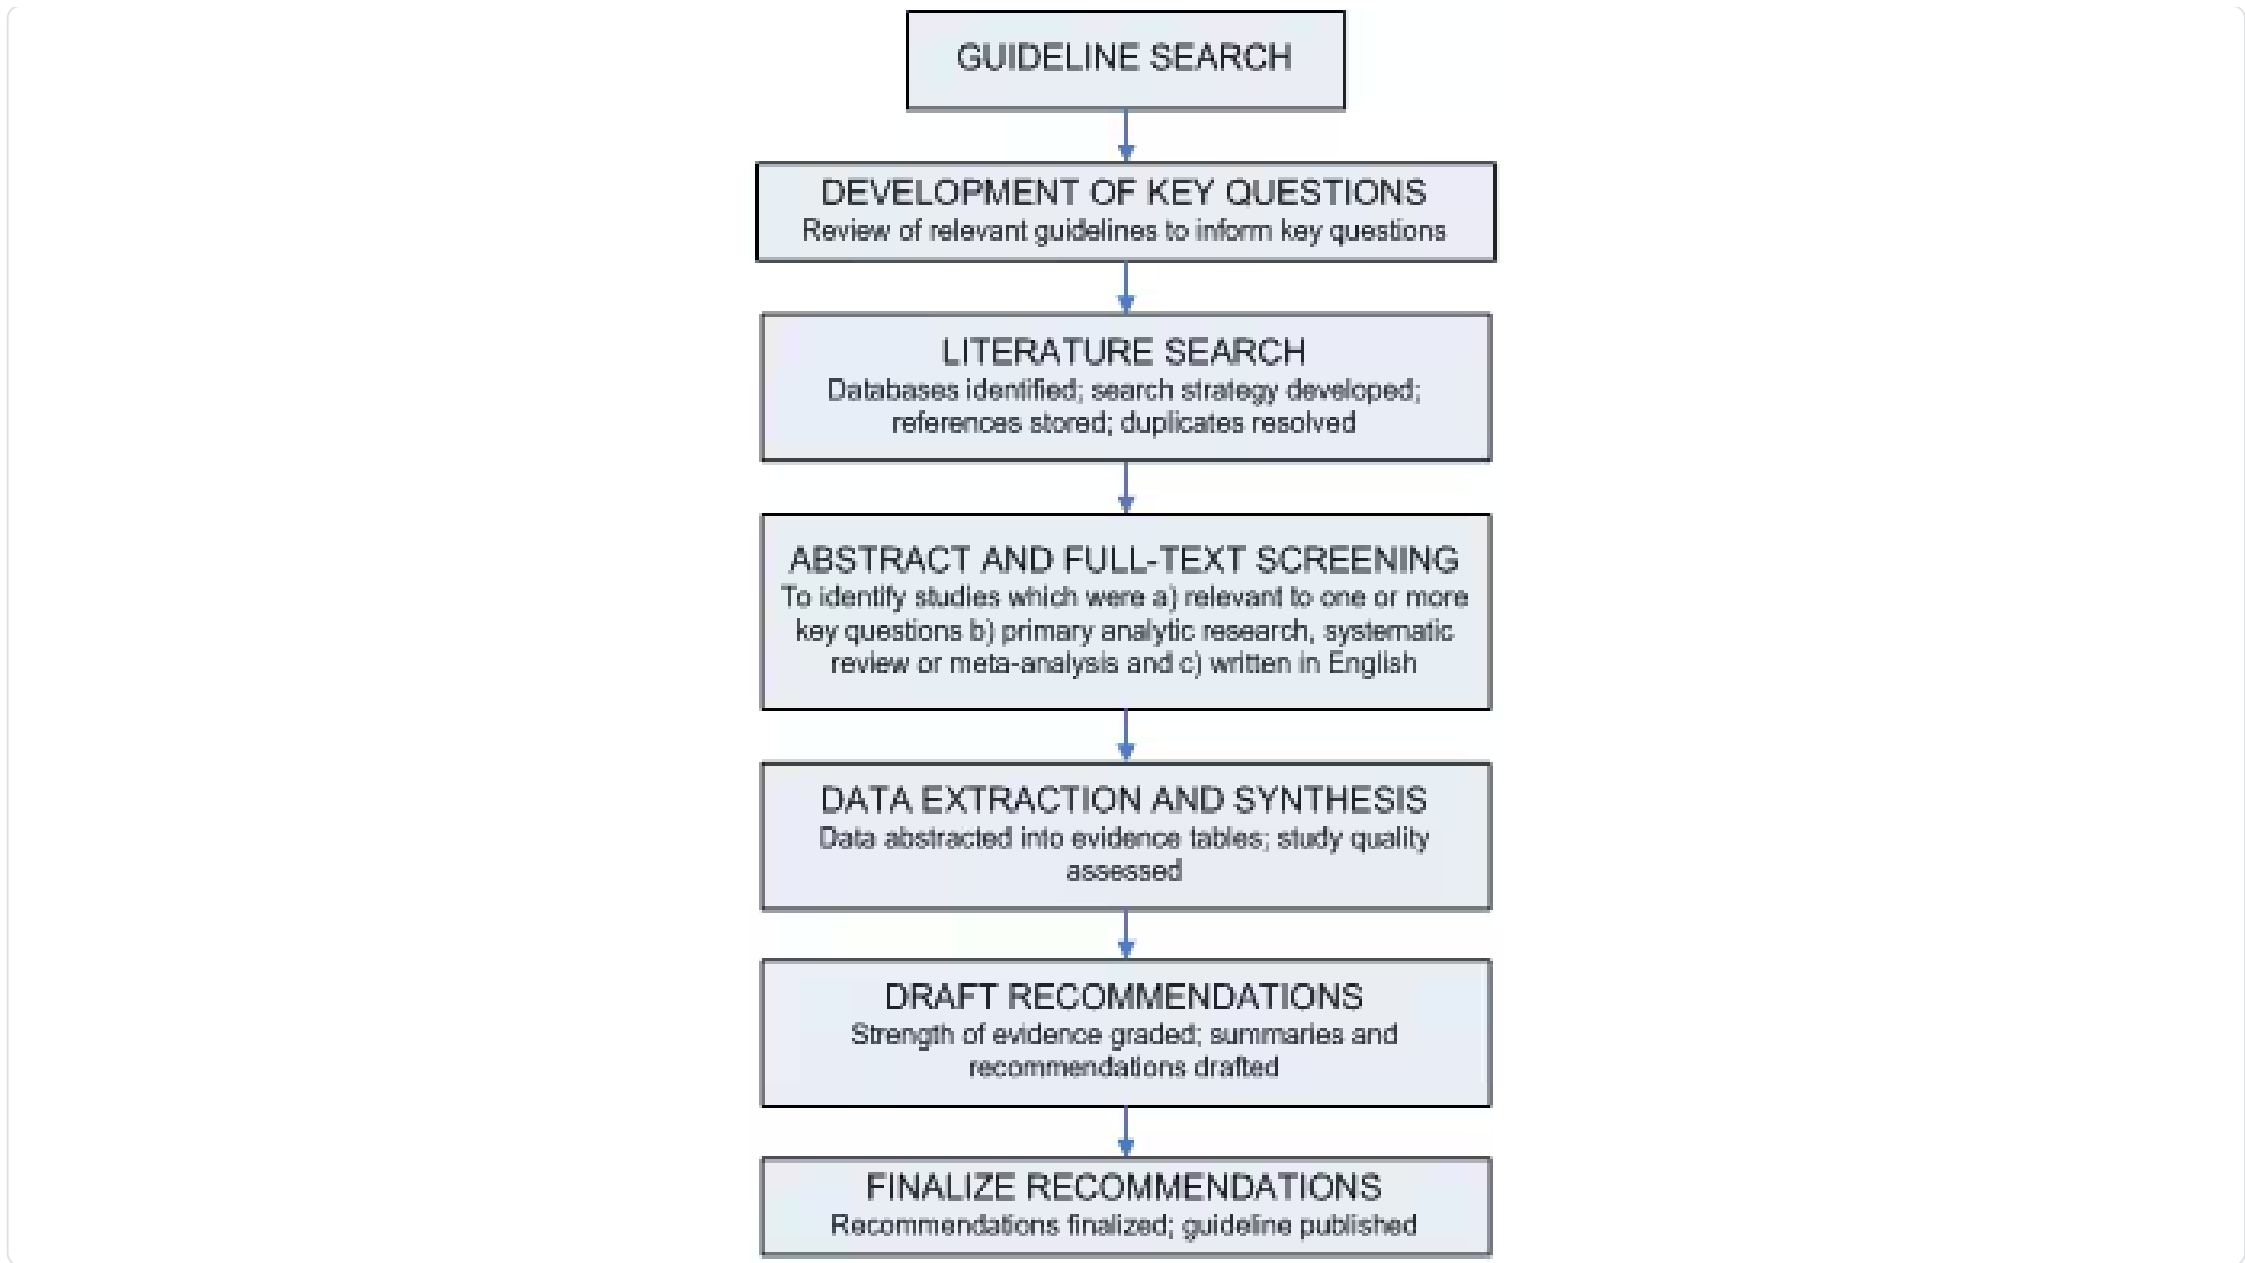 GUIDELINE SEARCH
DEVELOPMENT OF KEY QUESTIONS
Review of relevant guidelines to inform key questions
LITERATURE SEARCH
Databases identified; search strategy developed;
references stored; duplicates resolved
ABSTRACT AND FULL-TEXT SCREENING
To identify studies which were a) relevant to one or more
key questions b) primary analytic research, systematic
review or meta-analysis and c) written in English
DATA EXTRACTION AND SYNTHESIS
Data abstracted into evidence tables; study quality
assessed
DRAFT RECOMMENDATIONS
Strength of evidence graded; summaries and
recommendations drafted
FINALIZE RECOMMENDATIONS
Recommendations finalized; guideline published